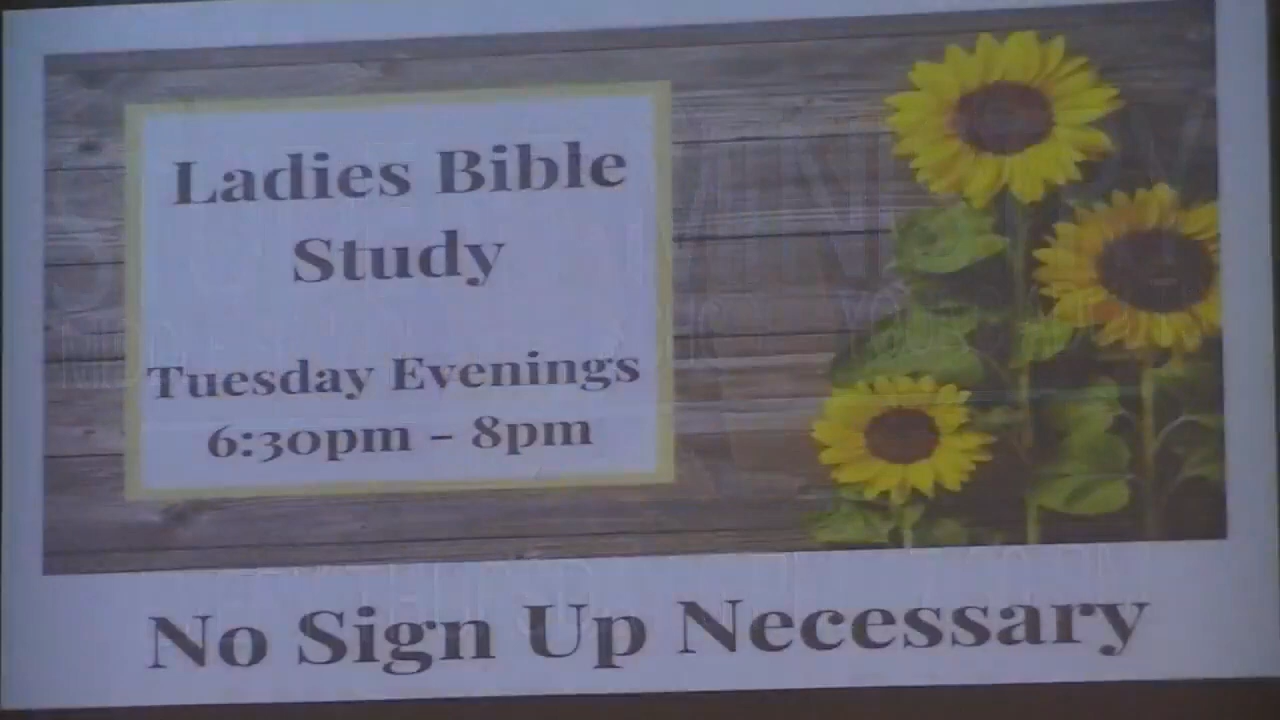 Ladies Bible
Study
Tuesday Evenings
6:30pm - 8pm
No Sign Up Necessary